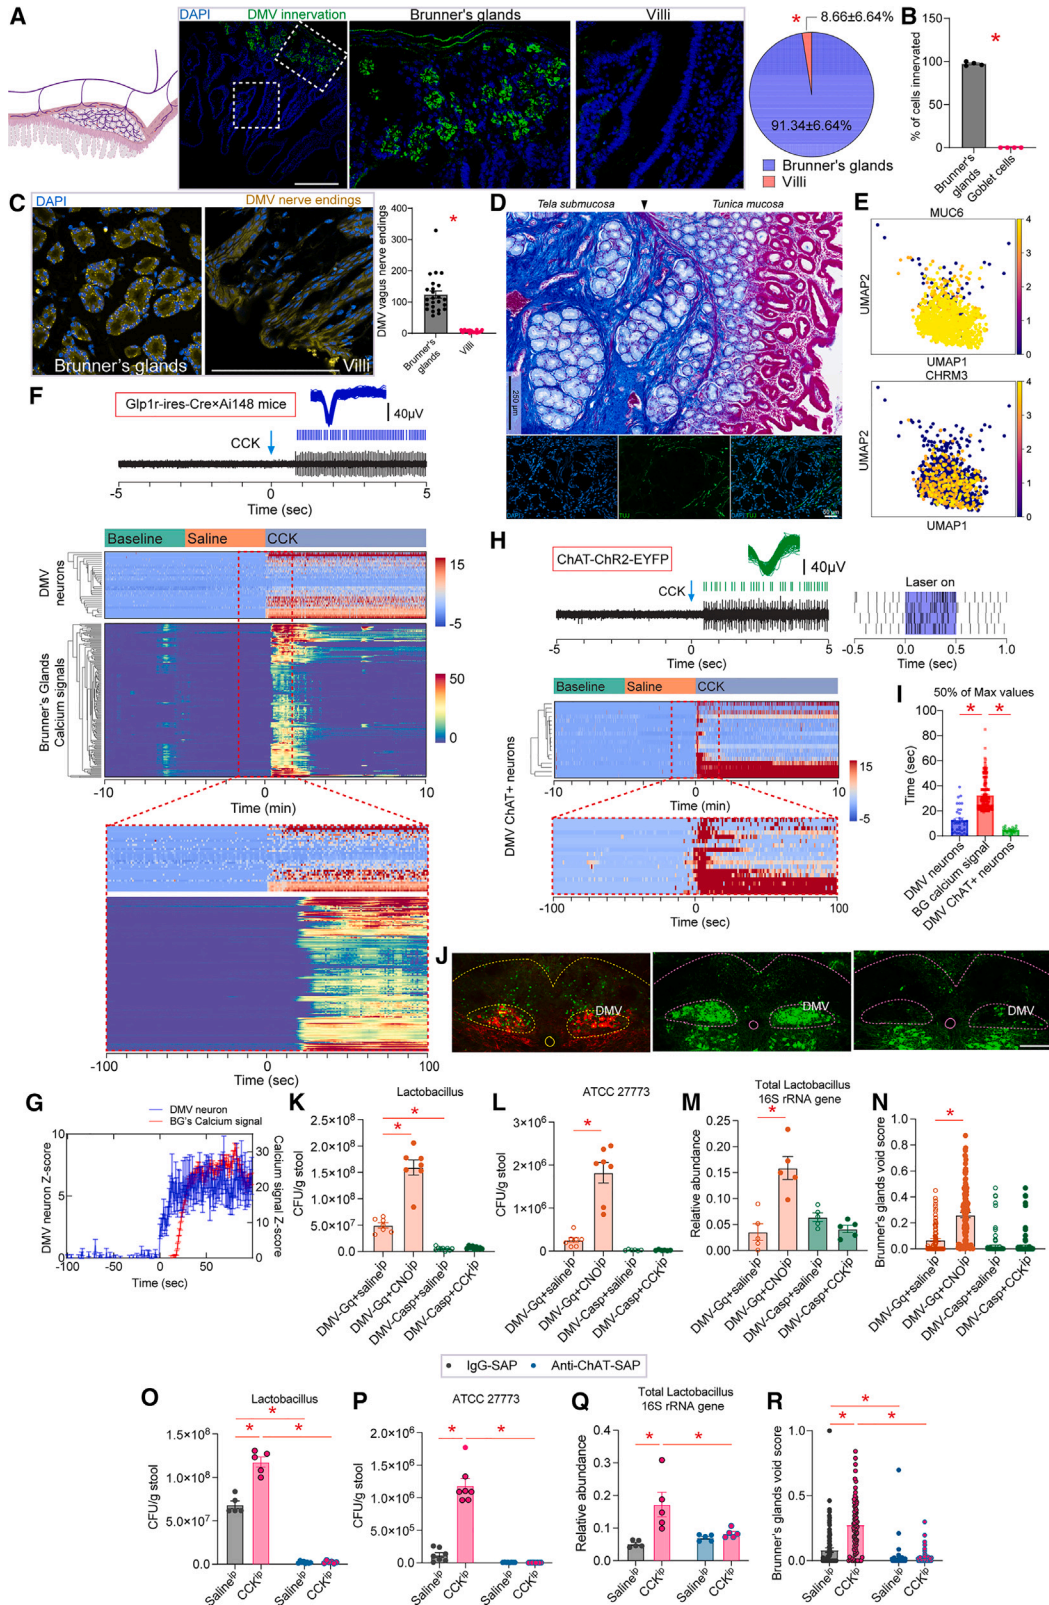 A
DAPI
DMV innervation
Brunner's glands
Villi
* 8.66±6.64%
91.34±6.64%
Brunner's glands
Villi
B
% of cells innervated
150
100
50
0
*
Brunner's glands
Goblet cells
C
DAPI
DMV nerve endings
Brunner's glands
Villi
DMV vagus nerve endings
400
300
200
100
0
*
Brunner's glands
Villi
D
Tela submucosa
Tunica mucosa
250 µm
DAPI
TUJ
DAPI TUJ
50 µm
E
MUC6
UMAP2
UMAP1
4
3
2
1
0
CHRM3
UMAP2
UMAP1
4
3
2
1
0
F
Glp1r-ires-Cre×Ai148 mice
40µV
CCK
-5
0
5
Time (sec)
Baseline
Saline
CCK
DMV neurons
15
-5
Brunner's Glands Calcium signals
50
0
-10
0
10
Time (min)
-100
0
100
Time (sec)
G
DMV neuron
BG's Calcium signal
DMV neuron Z-score
10
5
0
Calcium signal Z-score
30
20
10
0
-100
-50
0
50
Time (sec)
H
ChAT-ChR2-EYFP
40µV
CCK
-5
0
5
Time (sec)
Laser on
-0.5
0.0
0.5
1.0
Time (sec)
Baseline
Saline
CCK
DMV ChAT+ neurons
15
-5
-10
0
10
Time (min)
-100
0
100
Time (sec)
I
50% of Max values
* *
Time (sec)
100
80
60
40
20
0
DMV neurons
BG calcium signal
DMV ChAT+ neurons
J
DMV
DMV
DMV
K
Lactobacillus
CFU/g stool
2.5×10⁸
2.0×10⁸
1.5×10⁸
1.0×10⁸
5.0×10⁷
0.0
*
*
DMV-Gq+saline^ip
DMV-Gq+CNO^ip
DMV-Casp+saline^ip
DMV-Casp+CCK^ip
L
ATCC 27773
CFU/g stool
3×10⁶
2×10⁶
1×10⁶
0
*
DMV-Gq+saline^ip
DMV-Gq+CNO^ip
DMV-Casp+saline^ip
DMV-Casp+CCK^ip
M
Total Lactobacillus
16S rRNA gene
Relative abundance
0.25
0.20
0.15
0.10
0.05
0.00
*
DMV-Gq+saline^ip
DMV-Gq+CNO^ip
DMV-Casp+saline^ip
DMV-Casp+CCK^ip
N
Brunner's glands void score
1.0
0.8
0.6
0.4
0.2
0.0
*
DMV-Gq+saline^ip
DMV-Gq+CNO^ip
DMV-Casp+saline^ip
DMV-Casp+CCK^ip
IgG-SAP
Anti-ChAT-SAP
O
Lactobacillus
CFU/g stool
1.5×10⁸
1.0×10⁸
5.0×10⁷
0.0
*
* *
Saline^ip
CCK^ip
Saline^ip
CCK^ip
P
ATCC 27773
CFU/g stool
2.0×10⁶
1.5×10⁶
1.0×10⁶
5.0×10⁵
0.0
* *
Saline^ip
CCK^ip
Saline^ip
CCK^ip
Q
Total Lactobacillus
16S rRNA gene
Relative abundance
0.4
0.3
0.2
0.1
0.0
* *
Saline^ip
CCK^ip
Saline^ip
CCK^ip
R
Brunner's glands void score
1.0
0.5
0.0
*
* *
Saline^ip
CCK^ip
Saline^ip
CCK^ip